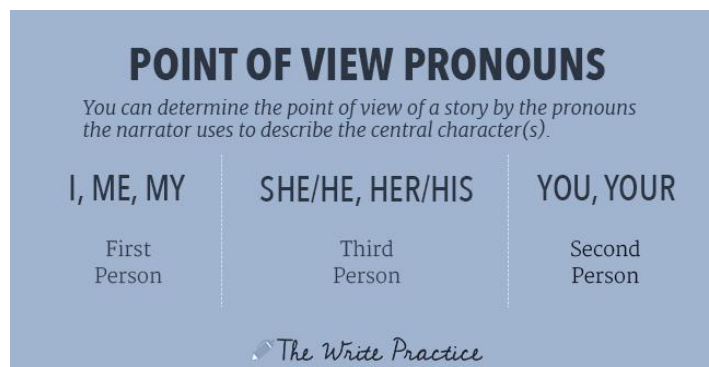 POINT OF VIEW PRONOUNS
You can determine the point of view of a story by the pronouns
the narrator uses to describe the central character(s).
I, ME, MY
First
Person
SHE/HE, HER/HIS
Third
Person
YOU, YOUR
Second
Person
The Write Practice